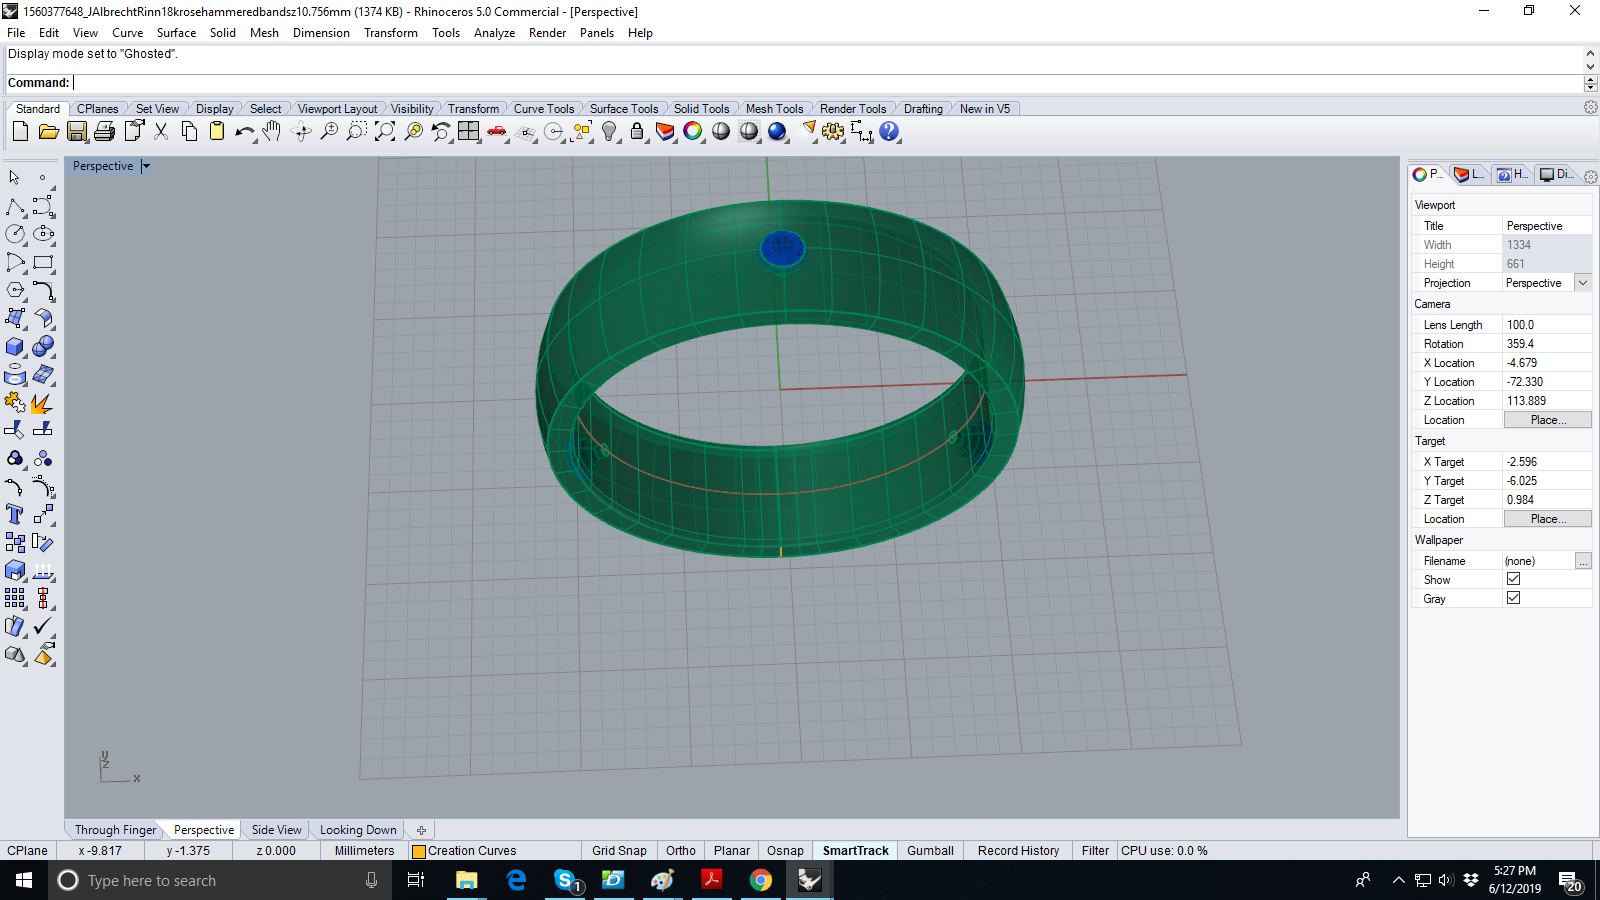 1560377648_JAlbrechtRinn18krosehammeredbandsz10.756mm (1374 KB) - Rhinoceros 5.0 Commercial - [Perspective]
File Edit View Curve Surface Solid Mesh Dimension Transform Tools Analyze Render Panels Help
Display mode set to "Ghosted".
Command:
Standard CPlanes Set View Display Select Viewport Layout Visibility Transform Curve Tools Surface Tools Solid Tools Mesh Tools Render Tools Drafting New in V5
Perspective
P... L... H... Di...
Viewport
Title Perspective
Width 1334
Height 661
Projection Perspective
Camera
Lens Length 100.0
Rotation 359.4
X Location -4.679
Y Location -72.330
Z Location 113.889
Location Place...
Target
X Target -2.596
Y Target -6.025
Z Target 0.984
Location Place...
Wallpaper
Filename (none) ...
Show
Gray
y
z
x
Through Finger Perspective Side View Looking Down
CPlane x -9.817 y -1.375 z 0.000 Millimeters Creation Curves Grid Snap Ortho Planar Osnap SmartTrack Gumball Record History Filter CPU use: 0.0 %
Type here to search
1
5:27 PM
6/12/2019
20